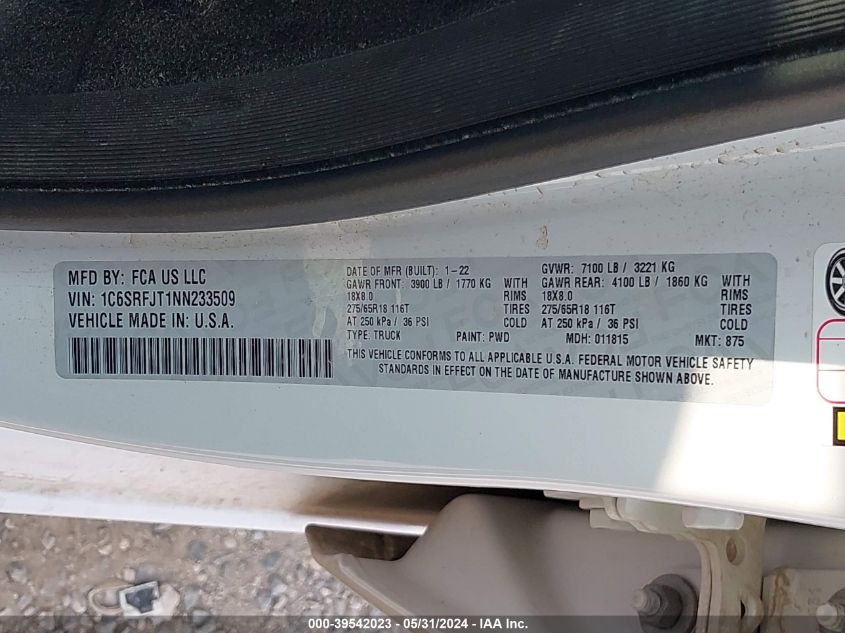 MFD BY: FCA US LLC
VIN: 1C6SRFJT1NN233509
VEHICLE MADE IN: U.S.A.
DATE OF MFR (BUILT): 1-22 GVWR: 7100 LB / 3221 KG
GAWR FRONT: 3900 LB / 1770 KG WITH GAWR REAR: 4100 LB / 1860 KG WITH
18X8.0 RIMS 18X8.0 RIMS
275/65R18 116T TIRES 275/65R18 116T TIRES
AT 250 kPa / 36 PSI COLD AT 250 kPa / 36 PSI COLD
TYPE: TRUCK PAINT: PWD MDH: 011815 MKT: 875
THIS VEHICLE CONFORMS TO ALL APPLICABLE U.S.A. FEDERAL MOTOR VEHICLE SAFETY
STANDARDS IN EFFECT ON THE DATE OF MANUFACTURE SHOWN ABOVE.
000-39542023 - 05/31/2024 - IAA Inc.